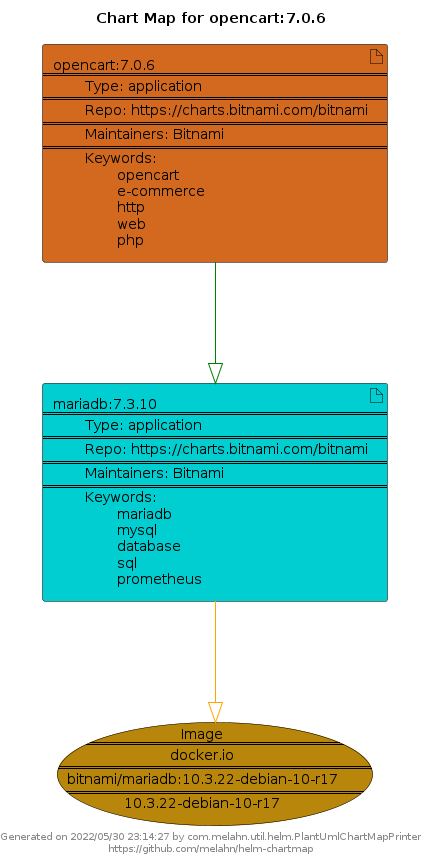 Chart Map for opencart:7.0.6
opencart:7.0.6
Type: application
Repo: https://charts.bitnami.com/bitnami
Maintainers: Bitnami
Keywords:
opencart
e-commerce
http
web
php
mariadb:7.3.10
Type: application
Repo: https://charts.bitnami.com/bitnami
Maintainers: Bitnami
Keywords:
mariadb
mysql
database
sql
prometheus
Image
docker.io
bitnami/mariadb:10.3.22-debian-10-r17
10.3.22-debian-10-r17
Generated on 2022/05/30 23:14:27 by com.melahn.util.helm.PlantUmlChartMapPrinter
https://github.com/melahn/helm-chartmap